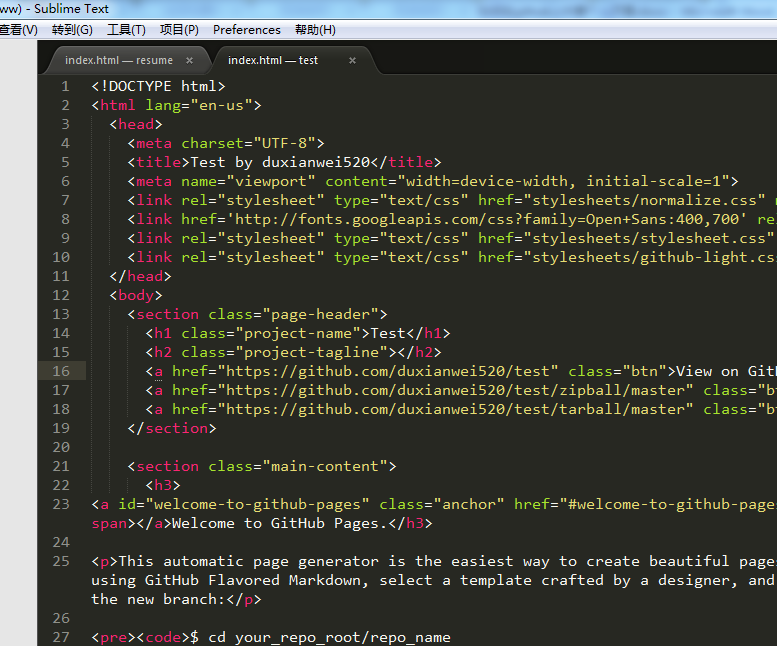 ww) - Sublime Text
查看(V) 转到(G) 工具(T) 项目(P) Preferences 帮助(H)
index.html — resume × index.html — test ×
1 <!DOCTYPE html>
2 <html lang="en-us">
3 <head>
4 <meta charset="UTF-8">
5 <title>Test by duxianwei520</title>
6 <meta name="viewport" content="width=device-width, initial-scale=1">
7 <link rel="stylesheet" type="text/css" href="stylesheets/normalize.css"
8 <link href='http://fonts.googleapis.com/css?family=Open+Sans:400,700' re
9 <link rel="stylesheet" type="text/css" href="stylesheets/stylesheet.css"
10 <link rel="stylesheet" type="text/css" href="stylesheets/github-light.cs
11 </head>
12 <body>
13 <section class="page-header">
14 <h1 class="project-name">Test</h1>
15 <h2 class="project-tagline"></h2>
16 <a href="https://github.com/duxianwei520/test" class="btn">View on Git
17 <a href="https://github.com/duxianwei520/test/zipball/master" class="b
18 <a href="https://github.com/duxianwei520/test/tarball/master" class="b
19 </section>
20
21 <section class="main-content">
22 <h3>
23 <a id="welcome-to-github-pages" class="anchor" href="#welcome-to-github-page
span></a>Welcome to GitHub Pages.</h3>
24
25 <p>This automatic page generator is the easiest way to create beautiful page
using GitHub Flavored Markdown, select a template crafted by a designer, and
the new branch:</p>
26
27 <pre><code>$ cd your_repo_root/repo_name